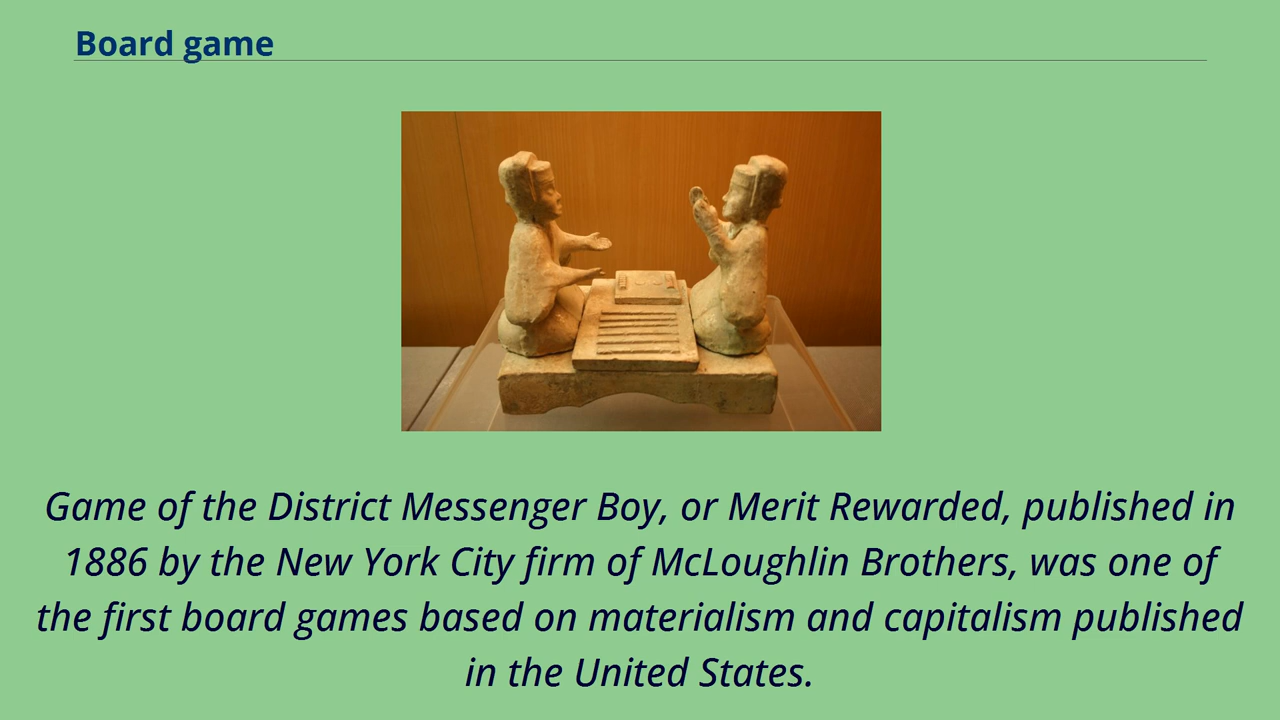 Board game
Game of the District Messenger Boy, or Merit Rewarded, published in
1886 by the New York City firm of McLoughlin Brothers, was one of
the first board games based on materialism and capitalism published
in the United States.